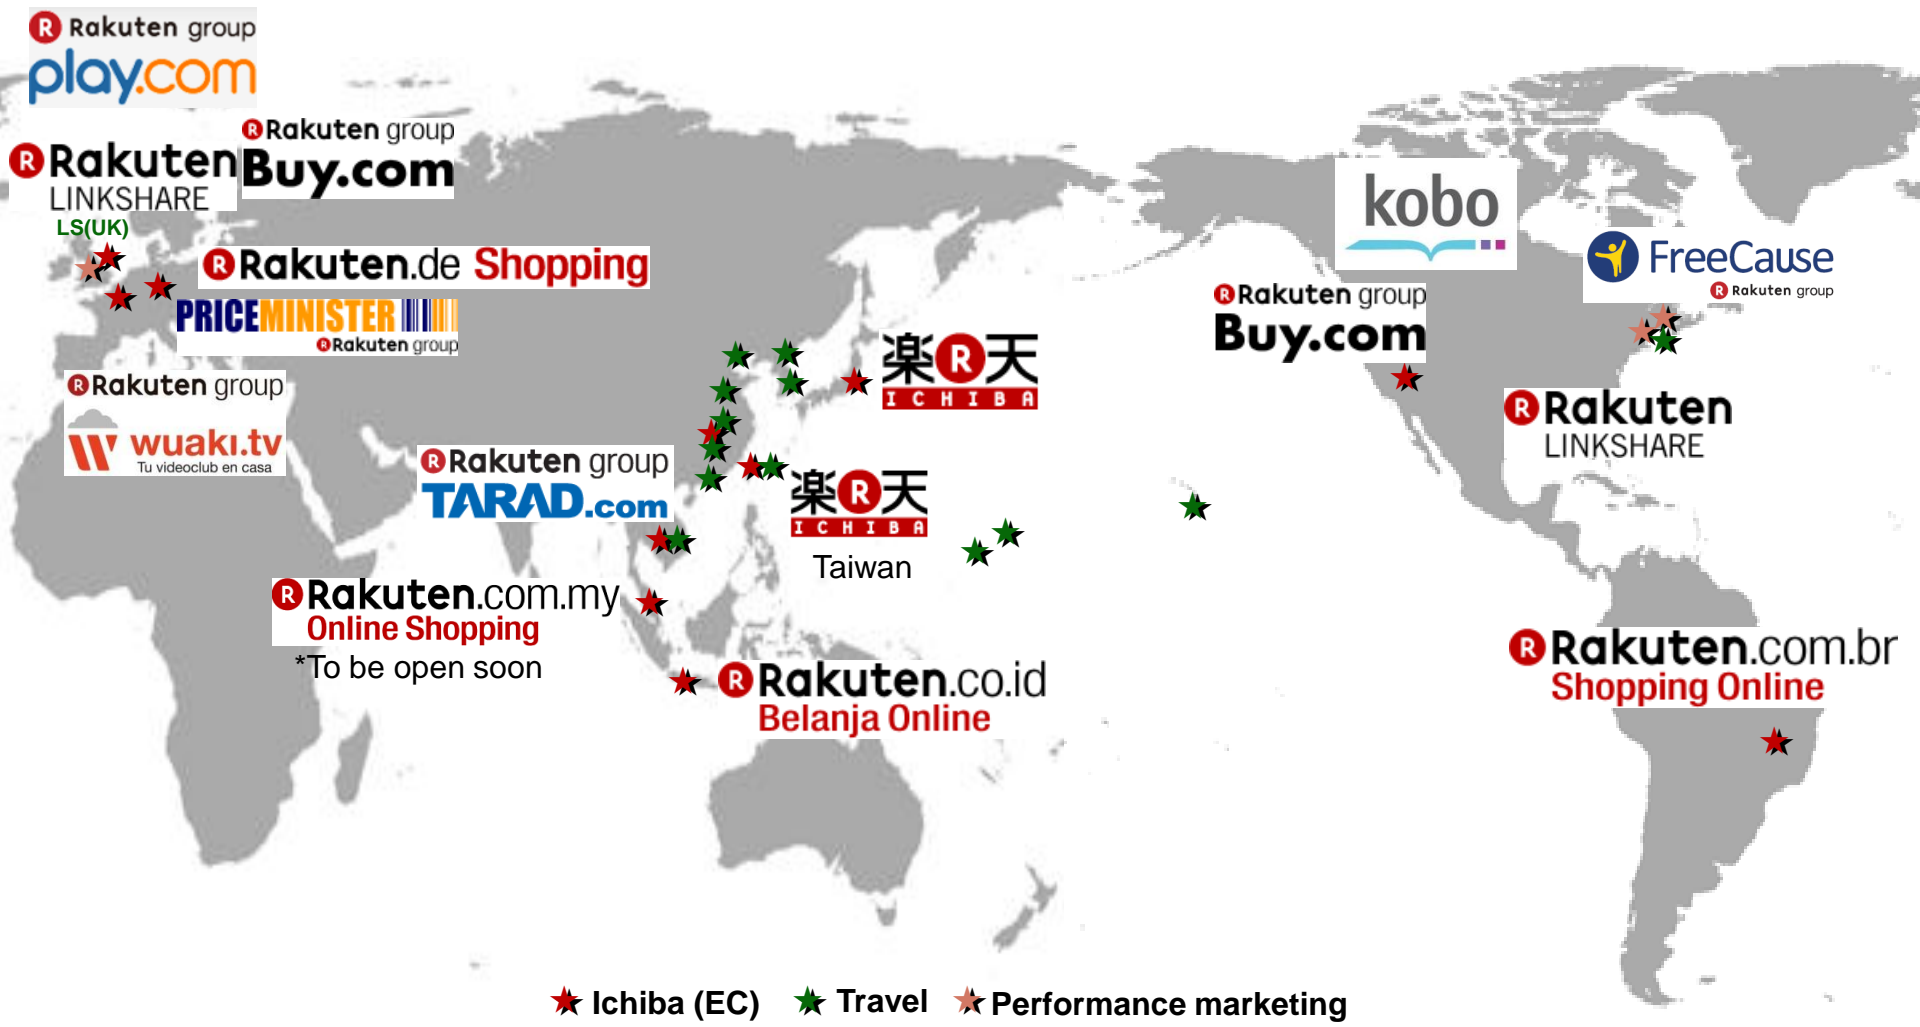 R Rakuten group
play.com
R Rakuten
LINKSHARE
LS(UK)
R Rakuten group
Buy.com
R Rakuten.de Shopping
PRICEMINISTER
R Rakuten group
R Rakuten group
wuaki.tv
Tu videoclub en casa
R Rakuten group
TARAD.com
R Rakuten.com.my
Online Shopping
*To be open soon
楽R天
ICHIBA
楽R天
ICHIBA
Taiwan
R Rakuten.co.id
Belanja Online
kobo
R Rakuten group
Buy.com
FreeCause
R Rakuten group
R Rakuten
LINKSHARE
R Rakuten.com.br
Shopping Online
Ichiba (EC) Travel Performance marketing